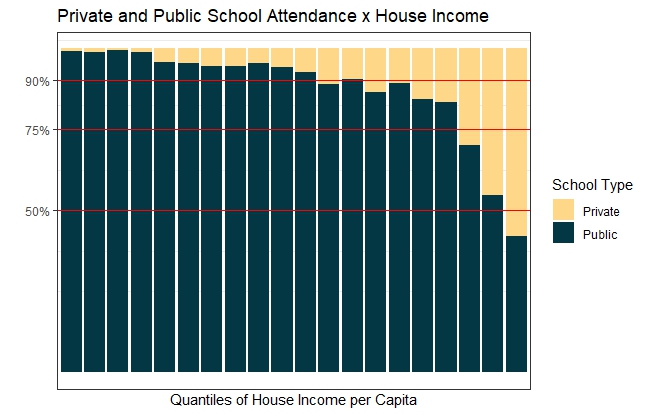 Private and Public School Attendance x House Income
90%
75%
50%
School Type
Private
Public
Quantiles of House Income per Capita